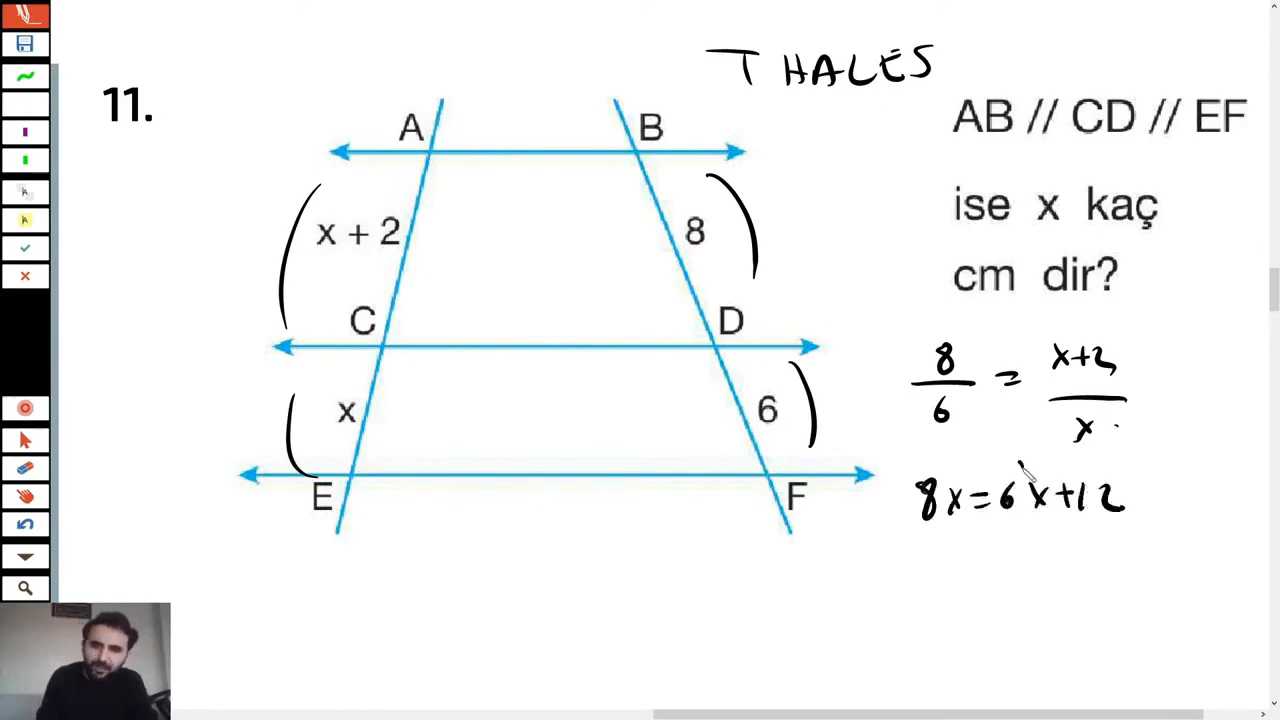 THALES
11.
A
B
AB // CD // EF
x + 2
8
ise x kaç
cm dir?
C
D
8/6 = x+2/x
x
6
8x=6x+12
E
F